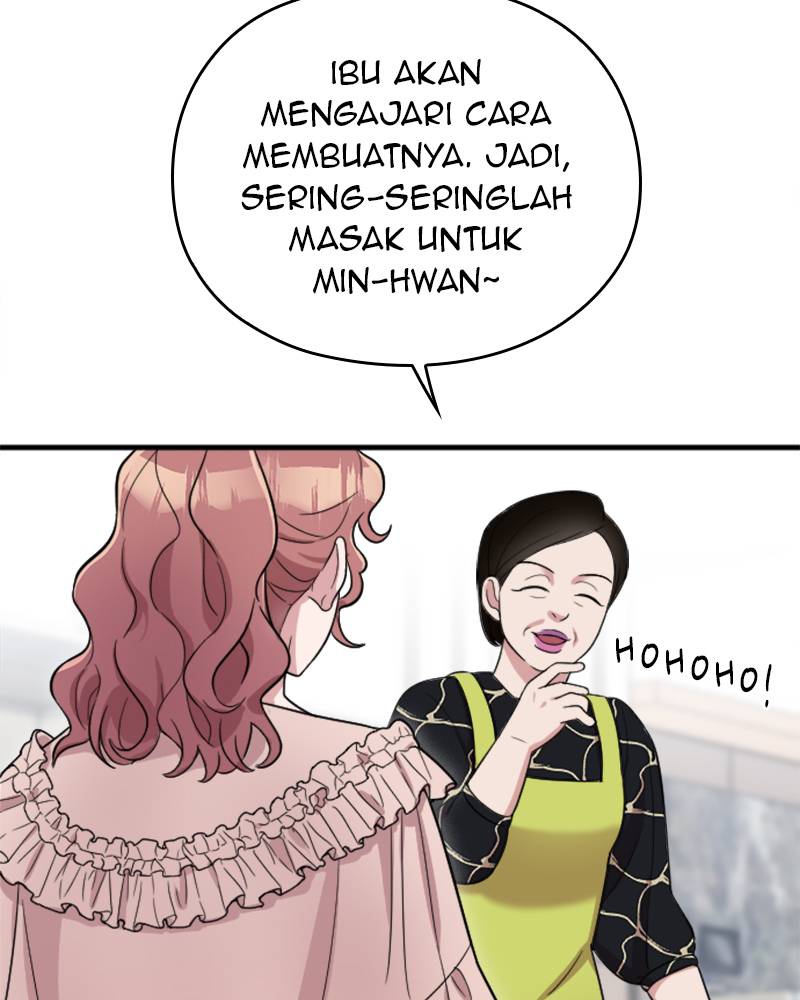 IBU AKAN
MENGAJARI CARA
MEMBUATNYA. JADI,
SERING-SERINGLAH
MASAK UNTUK
MIN-HWAN~
HOHOHO!